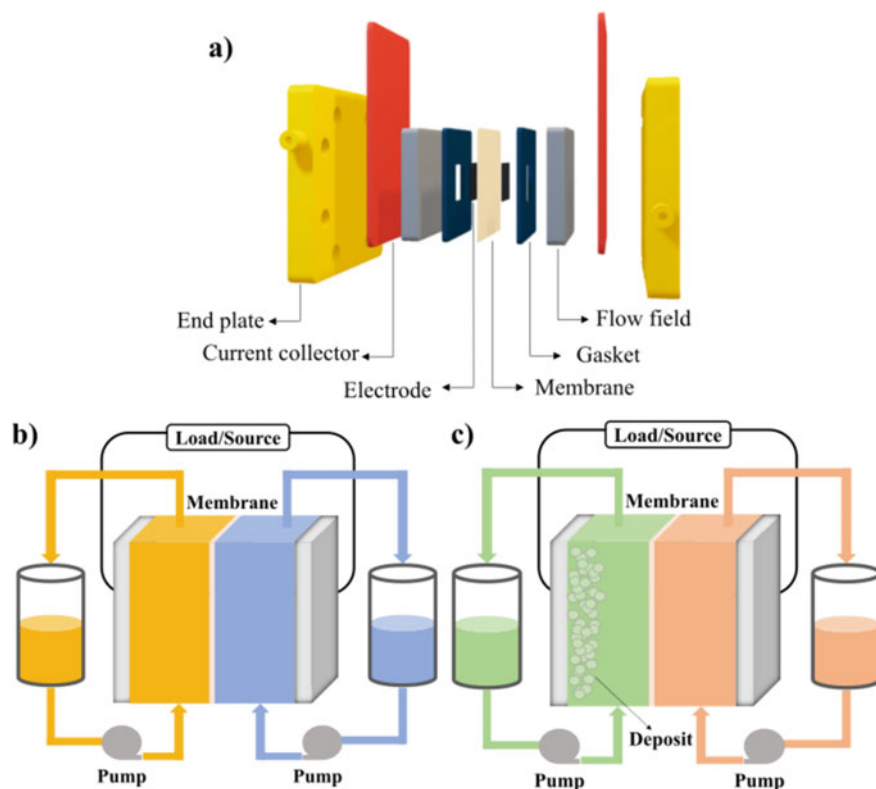 a)
End plate
Flow field
Current collector
Gasket
Electrode
Membrane
b)
Load/Source
Membrane
Pump
Pump
c)
Load/Source
Membrane
Deposit
Pump
Pump